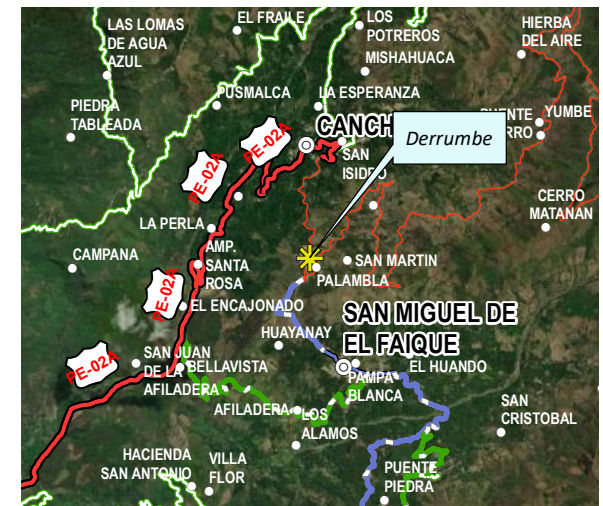 LAS LOMAS
DE AGUA
AZUL
EL FRAILE
LOS
POTREROS
HIERBA
DEL AIRE
MISHAHUACA
PIEDRA
TABLEADA
PUSMALCA
LA ESPERANZA
YUMBE
CANCH
Derrumbe
SAN
ISIDRO
PE-02A
PE-02A
CERRO
MATANAN
LA PERLA
CAMPANA
AMP.
SANTA
ROSA
SAN MARTIN
PALAMBLA
PE-02A
EL ENCAJONADO
SAN MIGUEL DE
EL FAIQUE
HUAYANAY
PE-02A
SAN JUAN
DE LA
AFILADERA
BELLAVISTA
EL HUANDO
PAMPA
BLANCA
AFILADERA
LOS
ALAMOS
SAN
CRISTOBAL
HACIENDA
SAN ANTONIO
VILLA
FLOR
PUENTE
PIEDRA